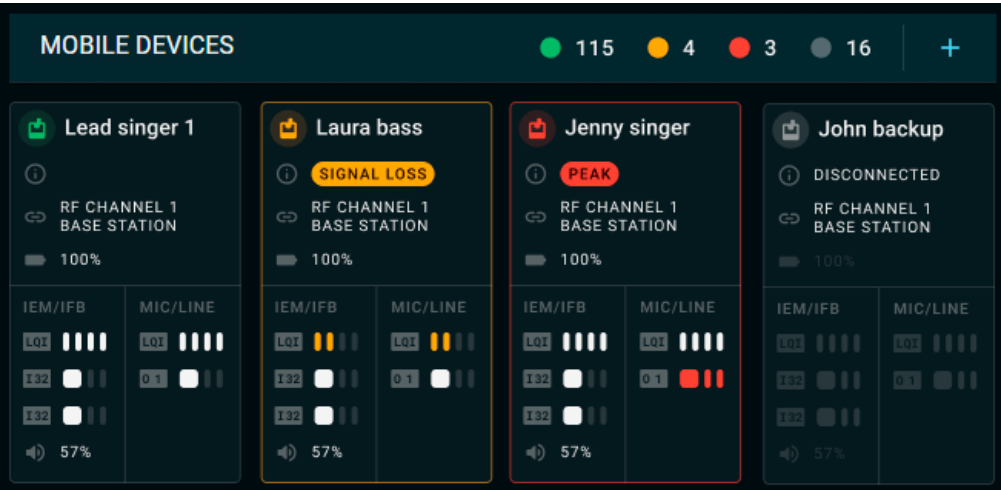 MOBILE DEVICES
115
4
3
16
+
Lead singer 1
RF CHANNEL 1
BASE STATION
100%
IEM/IFB
MIC/LINE
LQI
LQI
I32
0 1
I32
57%
Laura bass
SIGNAL LOSS
RF CHANNEL 1
BASE STATION
100%
IEM/IFB
MIC/LINE
LQI
LQI
I32
0 1
I32
57%
Jenny singer
PEAK
RF CHANNEL 1
BASE STATION
100%
IEM/IFB
MIC/LINE
LQI
LQI
I32
0 1
I32
57%
John backup
DISCONNECTED
RF CHANNEL 1
BASE STATION
100%
IEM/IFB
MIC/LINE
LQI
LQI
I32
0 1
I32
57%